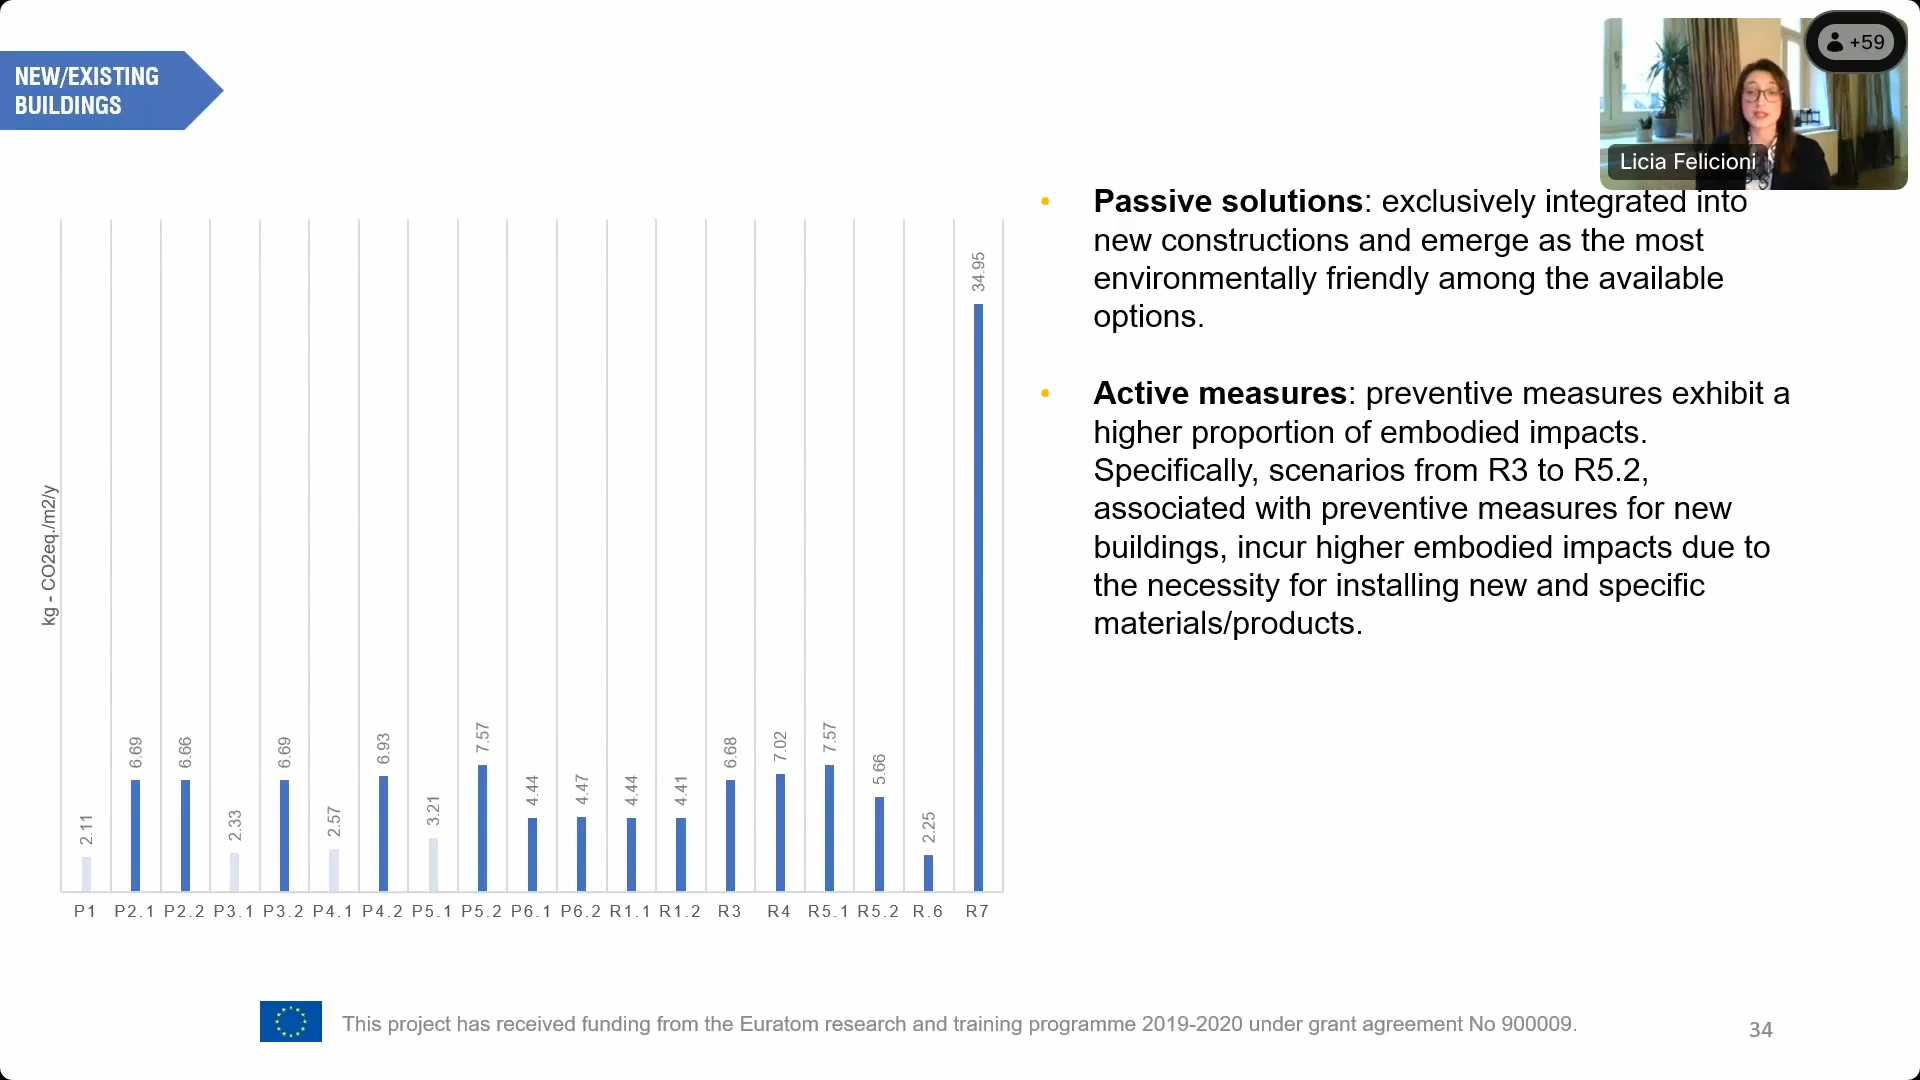 NEW/EXISTING
BUILDINGS
+59
Licia Felicioni
• Passive solutions: exclusively integrated into
new constructions and emerge as the most
environmentally friendly among the available
options.
• Active measures: preventive measures exhibit a
higher proportion of embodied impacts.
Specifically, scenarios from R3 to R5.2,
associated with preventive measures for new
buildings, incur higher embodied impacts due to
the necessity for installing new and specific
materials/products.
kg - CO2eq./m2/y
2.11 6.69 6.66 2.33 6.69 2.57 6.93 3.21 7.57 4.44 4.47 4.44 4.41 6.68 7.02 7.57 5.66 2.25 34.95
P1 P2.1 P2.2 P3.1 P3.2 P4.1 P4.2 P5.1 P5.2 P6.1 P6.2 R1.1 R1.2 R3 R4 R5.1 R5.2 R.6 R7
This project has received funding from the Euratom research and training programme 2019-2020 under grant agreement No 900009.
34